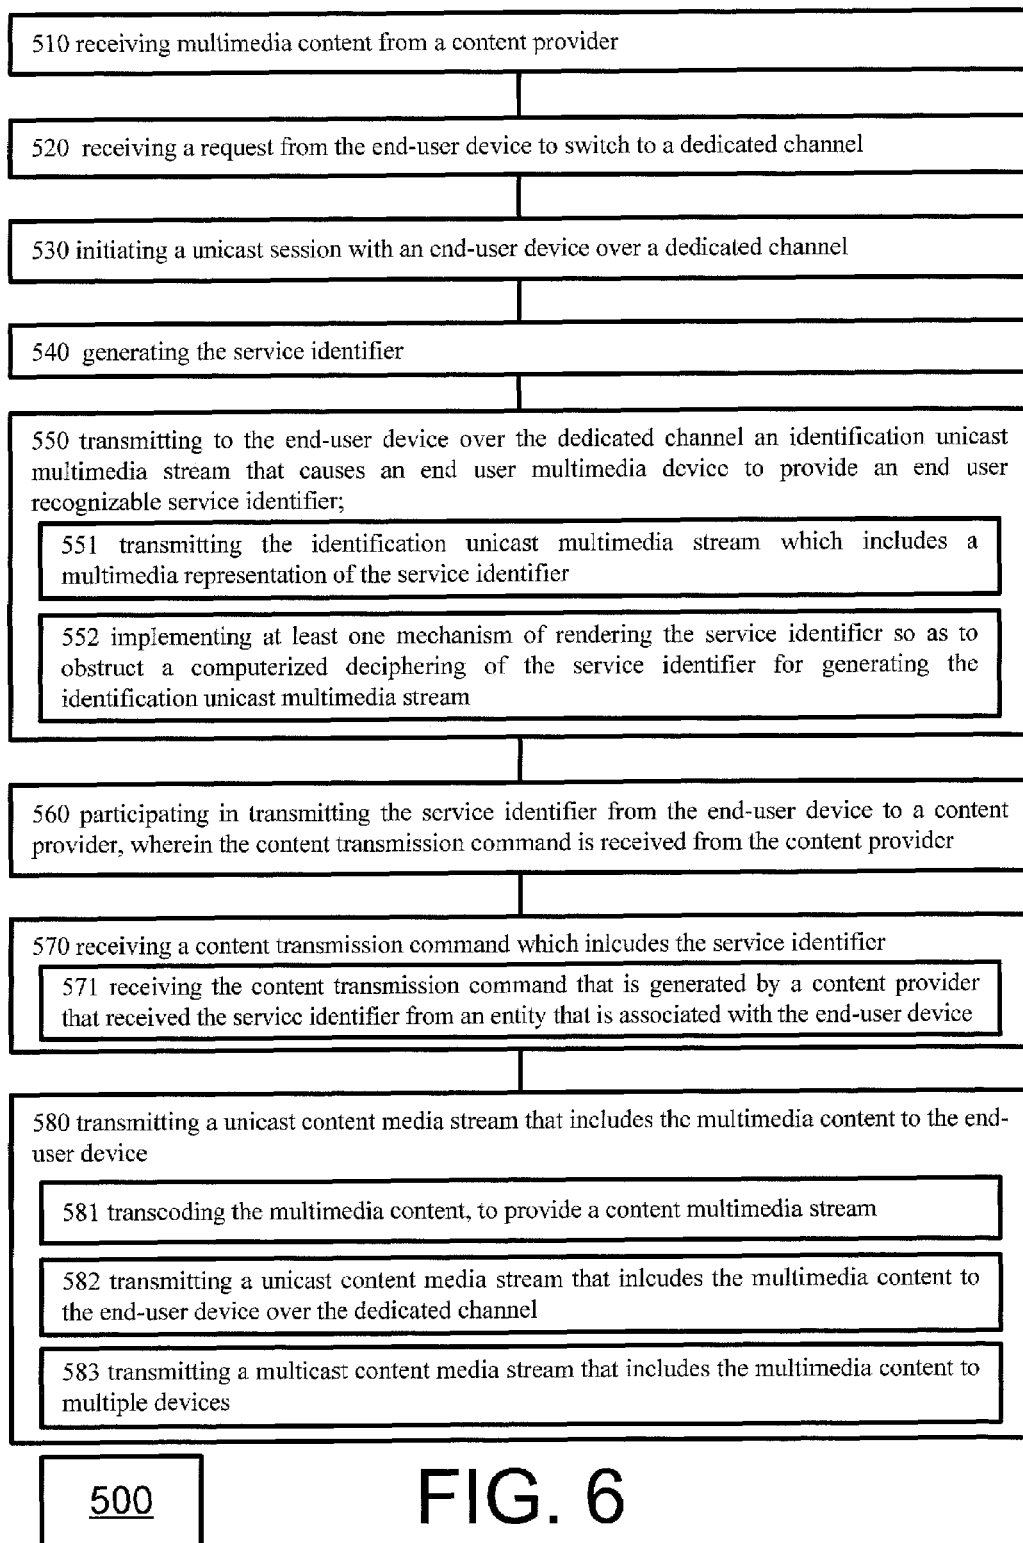 510 receiving multimedia content from a content provider
520 receiving a request from the end-user device to switch to a dedicated channel
530 initiating a unicast session with an end-user device over a dedicated channel
540 generating the service identifier
550 transmitting to the end-user device over the dedicated channel an identification unicast
multimedia stream that causes an end user multimedia device to provide an end user
recognizable service identifier;
551 transmitting the identification unicast multimedia stream which includes a
multimedia representation of the service identifier
552 implementing at least one mechanism of rendering the service identifier so as to
obstruct a computerized deciphering of the service identifier for generating the
identification unicast multimedia stream
560 participating in transmitting the service identifier from the end-user device to a content
provider, wherein the content transmission command is received from the content provider
570 receiving a content transmission command which inlcudes the service identifier
571 receiving the content transmission command that is generated by a content provider
that received the service identifier from an entity that is associated with the end-user device
580 transmitting a unicast content media stream that includes the multimedia content to the end-
user device
581 transcoding the multimedia content, to provide a content multimedia stream
582 transmitting a unicast content media stream that inlcudes the multimedia content to
the end-user device over the dedicated channel
583 transmitting a multicast content media stream that includes the multimedia content to
multiple devices
500
FIG. 6